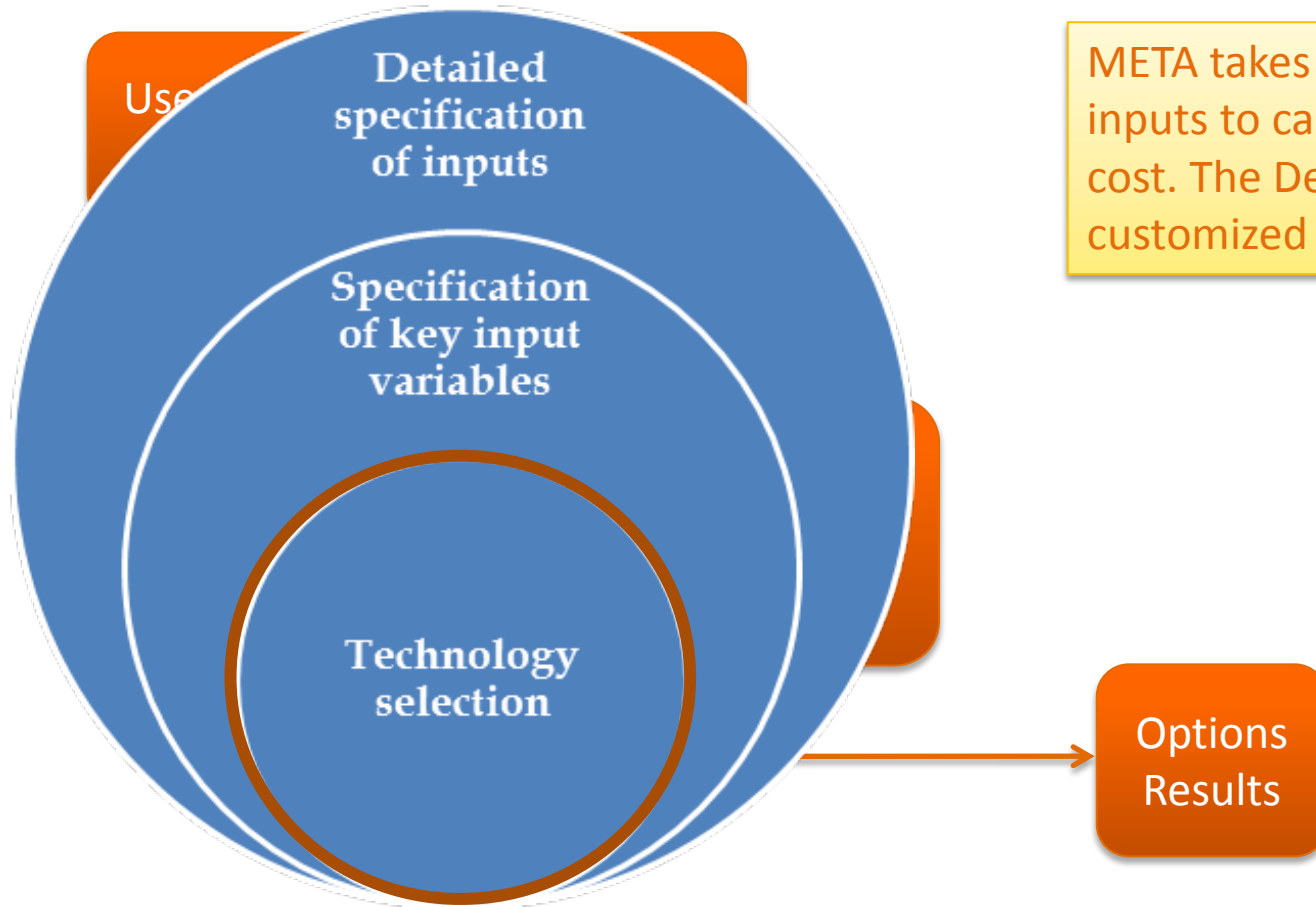 Detailed
specification
of inputs
Specification
of key input
variables
Technology
selection
META takes
inputs to ca
cost. The De
customized
Options
Results